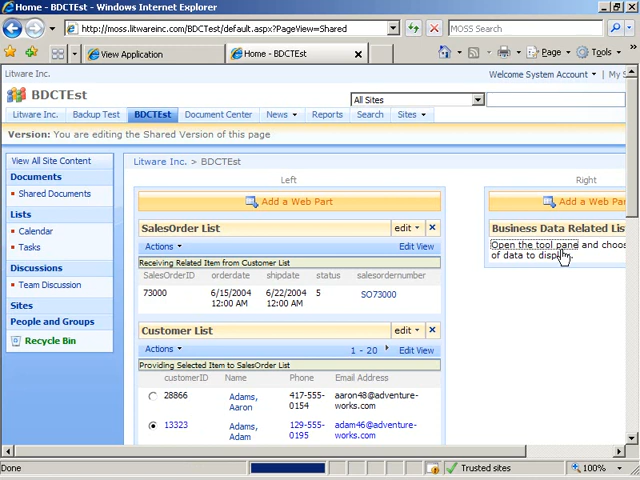 Home - BDCTEst - Windows Internet Explorer
http://moss.litwareinc.com/BDCTest/default.aspx?PageView=Shared
MOSS Search
View Application
Home - BDCTEst
Page
Tools
Litware Inc.
Welcome System Account
My S
BDCTEst
All Sites
Litware Inc.
Backup Test
BDCTEst
Document Center
News
Reports
Search
Sites
Version: You are editing the Shared Version of this page
View All Site Content
Documents
Shared Documents
Lists
Calendar
Tasks
Discussions
Team Discussion
Sites
People and Groups
Recycle Bin
Litware Inc. > BDCTEst
Left
Add a Web Part
SalesOrder List
edit
Actions
Edit View
Receiving Related Item from Customer List
SalesOrderID orderdate shipdate status salesordernumber
73000 6/15/2004 6/22/2004 5 SO73000
12:00 AM 12:00 AM
Customer List
edit
Actions
1 - 20
Edit View
Providing Selected Item to SalesOrder List
customerID Name Phone Email Address
28866 Adams, 417-555- aaron48@adventure-
Aaron 0154 works.com
13323 Adams, 129-555- adam46@adventure-
Adam 0195 works.com
Right
Add a Web Par
Business Data Related Lis
Open the tool pane and choos
of data to display.
Done
Trusted sites
100%